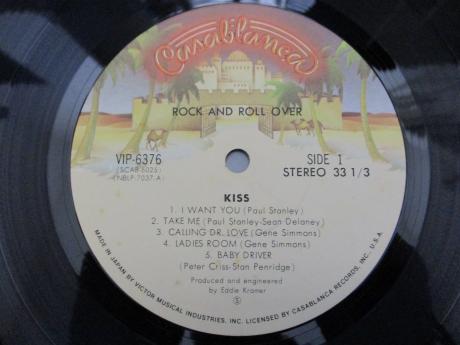 Casablanca
ROCK AND ROLL OVER
VIP-6376
(SCAB-6025)
(NBLP-7037-A)
SIDE 1
STEREO 33 1/3
KISS
1. I WANT YOU (Paul Stanley)
2. TAKE ME (Paul Stanley-Sean Delaney)
3. CALLING DR. LOVE (Gene Simmons)
4. LADIES ROOM (Gene Simmons)
5. BABY DRIVER
(Peter Criss-Stan Penridge)
Produced and engineered
by Eddie Kramer
Ⓢ
MADE IN JAPAN BY VICTOR MUSICAL INDUSTRIES, INC. LICENSED BY CASABLANCA RECORDS, INC., U.S.A.